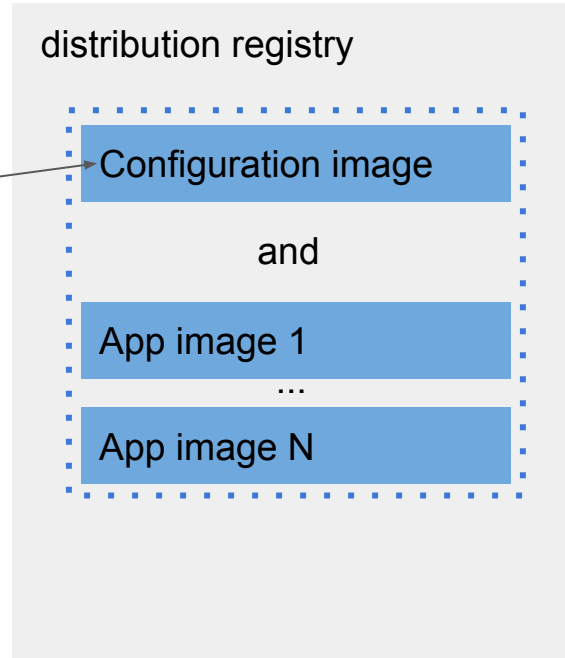 distribution registry
Configuration image
and
App image 1
...
App image N